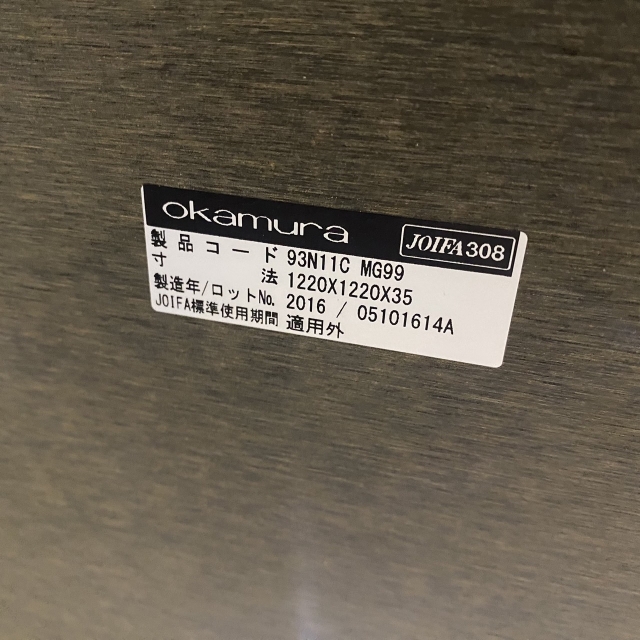 okamura
JOIFA308
製品コード 93N11C MG99
寸法 1220X1220X35
製造年/ロットNo. 2016 / 05101614A
JOIFA標準使用期間 適用外